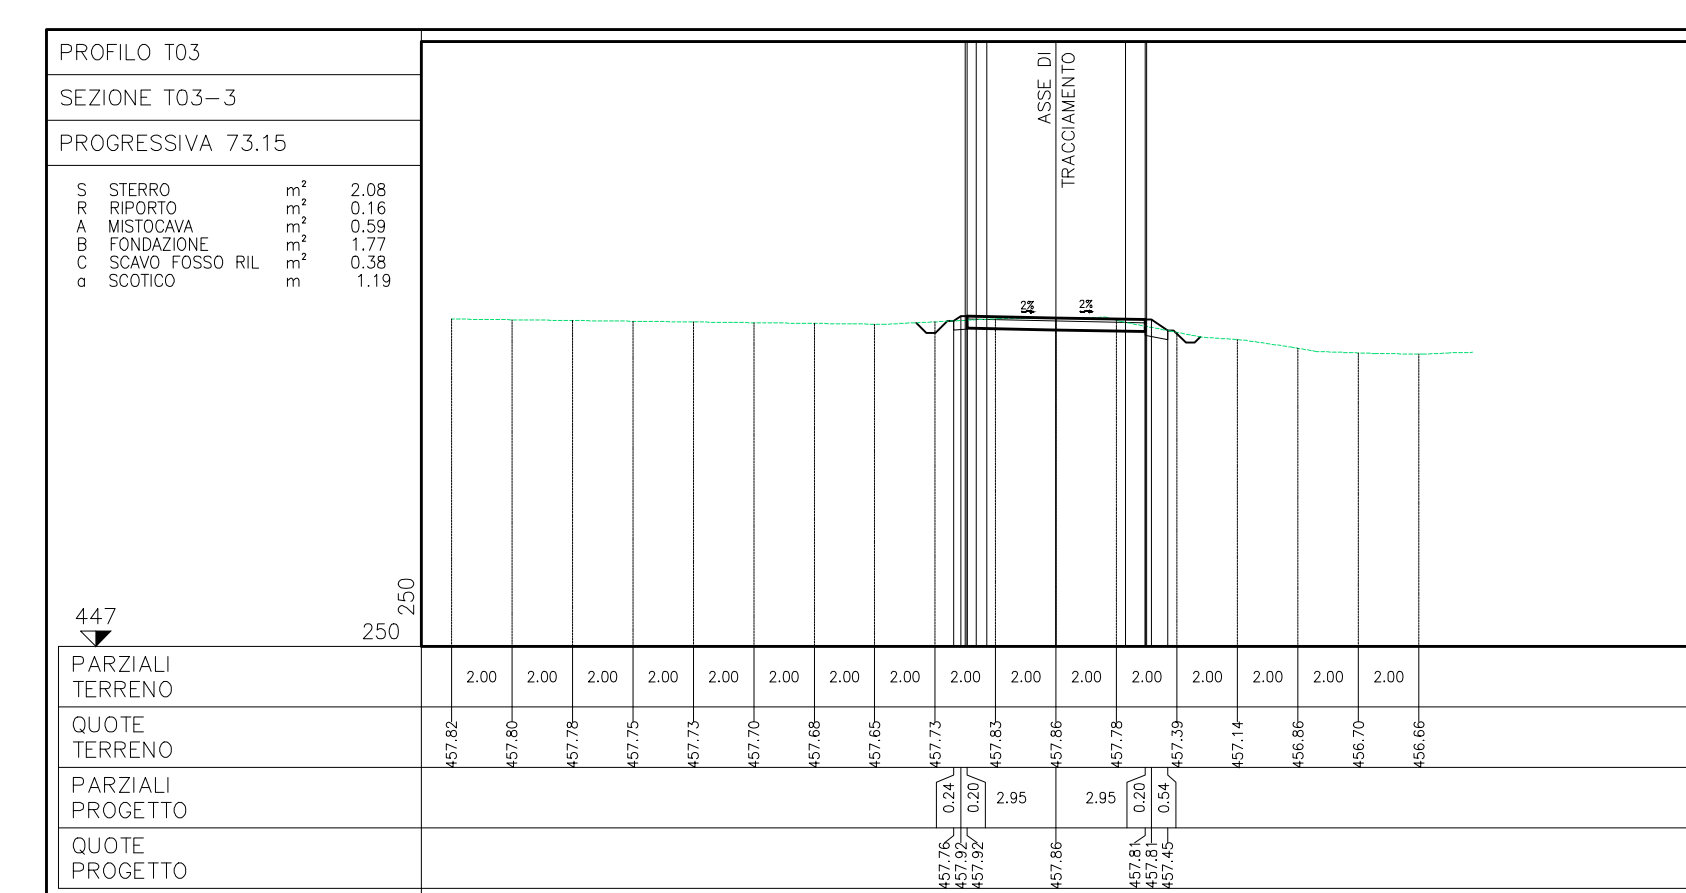 PROFILO T03
SEZIONE T03-3
PROGRESSIVA 73.15
S STERRO m² 2.08
R RIPORTO m² 0.16
A MISTOCAVA m² 0.59
B FONDAZIONE m² 1.77
C SCAVO FOSSO RIL m² 0.38
a SCOTICO m 1.19
ASSE DI
TRACCIAMENTO
2% 2%
447
250
250
PARZIALI
TERRENO
2.00 2.00 2.00 2.00 2.00 2.00 2.00 2.00 2.00 2.00 2.00 2.00 2.00 2.00 2.00 2.00
QUOTE
TERRENO
457.82 457.80 457.78 457.75 457.73 457.70 457.68 457.65 457.73 457.83 457.86 457.78 457.39 457.14 456.86 456.70 456.66
PARZIALI
PROGETTO
0.24 0.20 2.95 2.95 0.20 0.54
QUOTE
PROGETTO
457.76 457.92 457.92 457.86 457.81 457.81 457.45